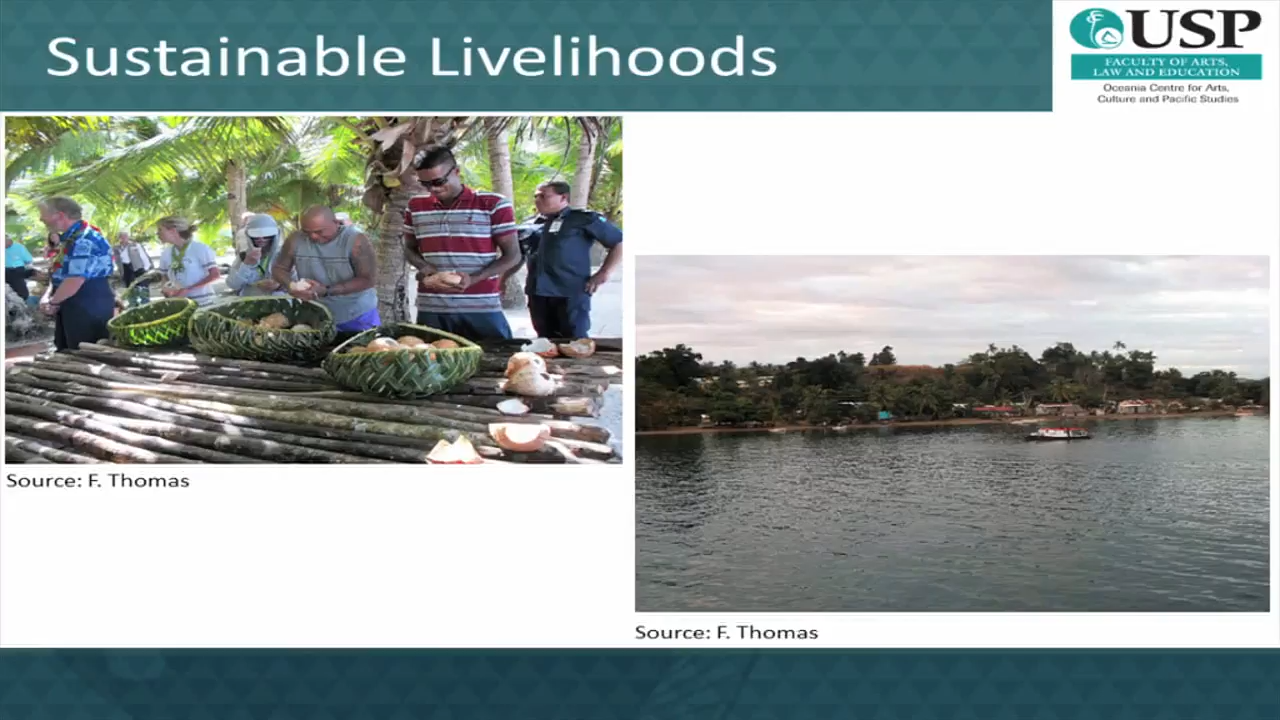 Sustainable Livelihoods
USP
FACULTY OF ARTS,
LAW AND EDUCATION
Oceania Centre for Arts,
Culture and Pacific Studies
Source: F. Thomas
Source: F. Thomas